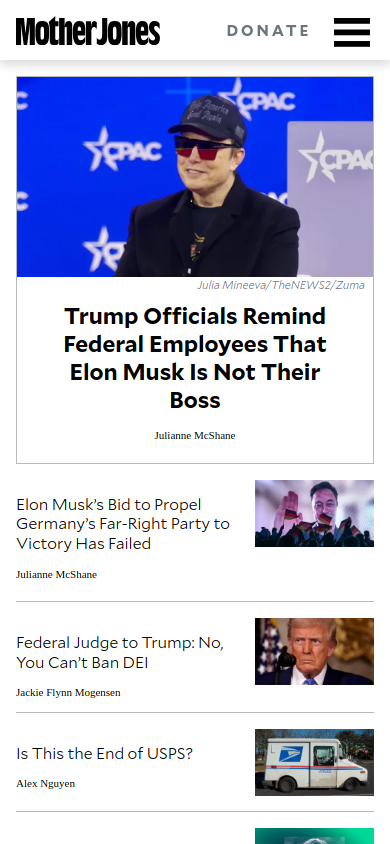 Mother Jones
DONATE
CPAC
CPAC
CPAC
CPAC
Julia Mineeva/TheNEWS2/Zuma
Trump Officials Remind
Federal Employees That
Elon Musk Is Not Their
Boss
Julianne McShane
Elon Musk’s Bid to Propel
Germany’s Far-Right Party to
Victory Has Failed
Julianne McShane
Federal Judge to Trump: No,
You Can’t Ban DEI
Jackie Flynn Mogensen
Is This the End of USPS?
Alex Nguyen